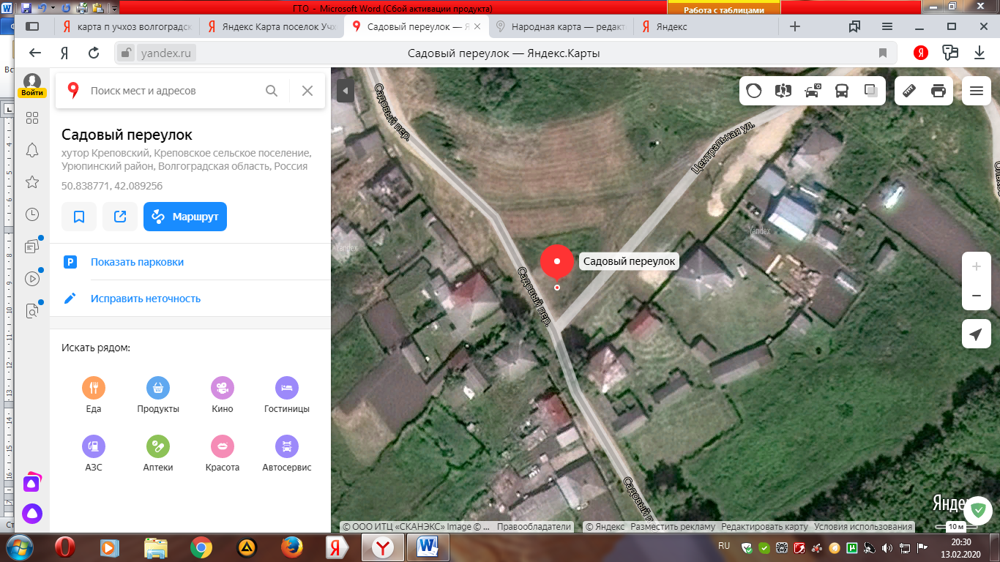 ГТО - Microsoft Word (Сбой активации продукта)
Работа с таблицами
карта п учхоз волгоградск
Яндекс Карта поселок Учх
Садовый переулок — Я
Народная карта — редакт
Яндекс
yandex.ru
Садовый переулок — Яндекс.Карты
Войти
Поиск мест и адресов
Садовый переулок
хутор Креповский, Креповское сельское поселение,
Урюпинский район, Волгоградская область, Россия
50.838771, 42.089256
Маршрут
Показать парковки
Исправить неточность
Искать рядом:
Еда
Продукты
Кино
Гостиницы
АЗС
Аптеки
Красота
Автосервис
Садовый пер.
Центральная ул.
Yandex
Yandex
Садовый переулок
Садовый пер.
Садовый п
Яндекс
10 м
© ООО ИТЦ «СКАНЭКС» Image © ...
Правообладатели
© Яндекс
Разместить рекламу
Редактировать карту
Условия использования
RU
20:30
13.02.2020